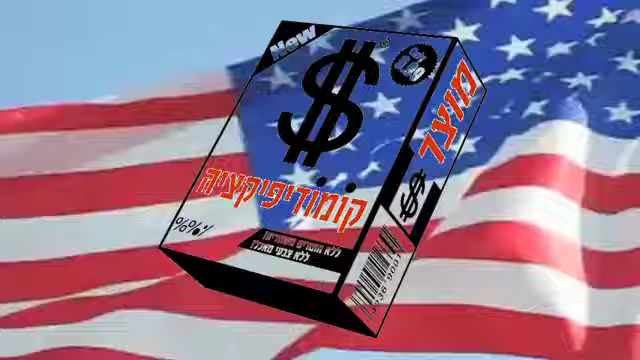 New
$
קומודיפיקציה
%%%
ללא חומרים משמרים!
ללא צבעי מאכל!
מוצר
$$